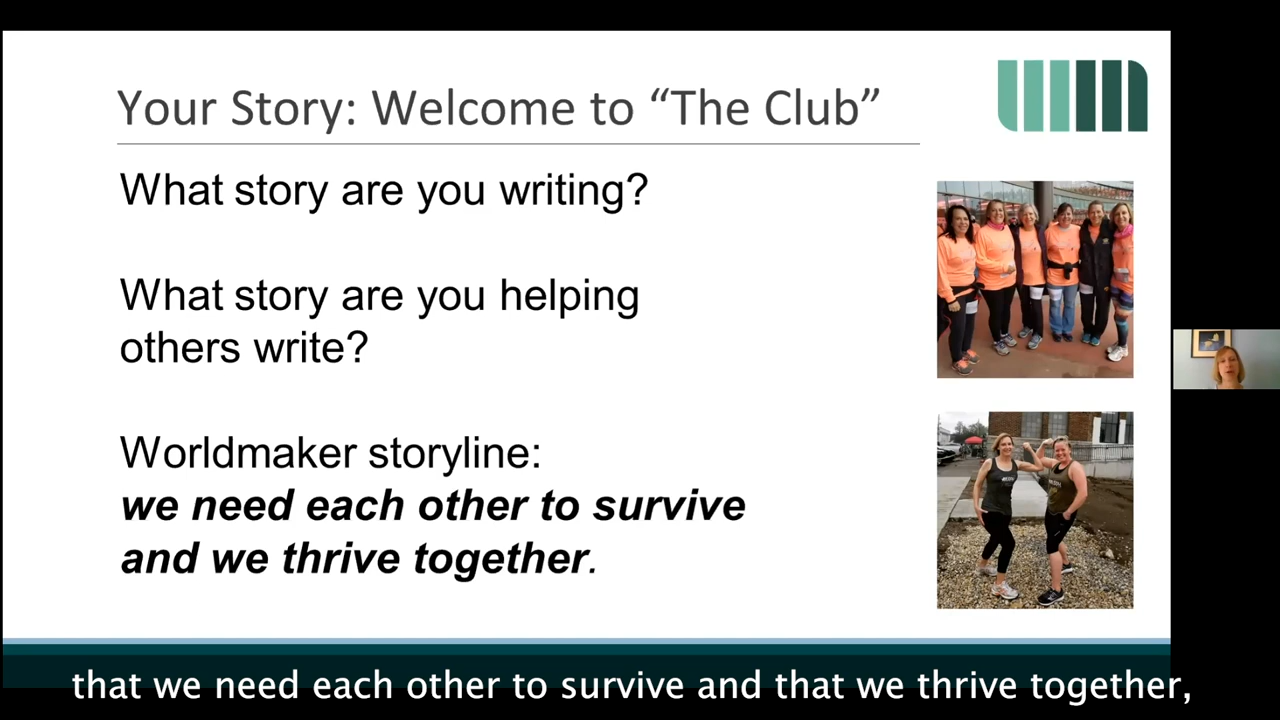 Your Story: Welcome to “The Club”
What story are you writing?
What story are you helping
others write?
Worldmaker storyline:
we need each other to survive
and we thrive together.
that we need each other to survive and that we thrive together,